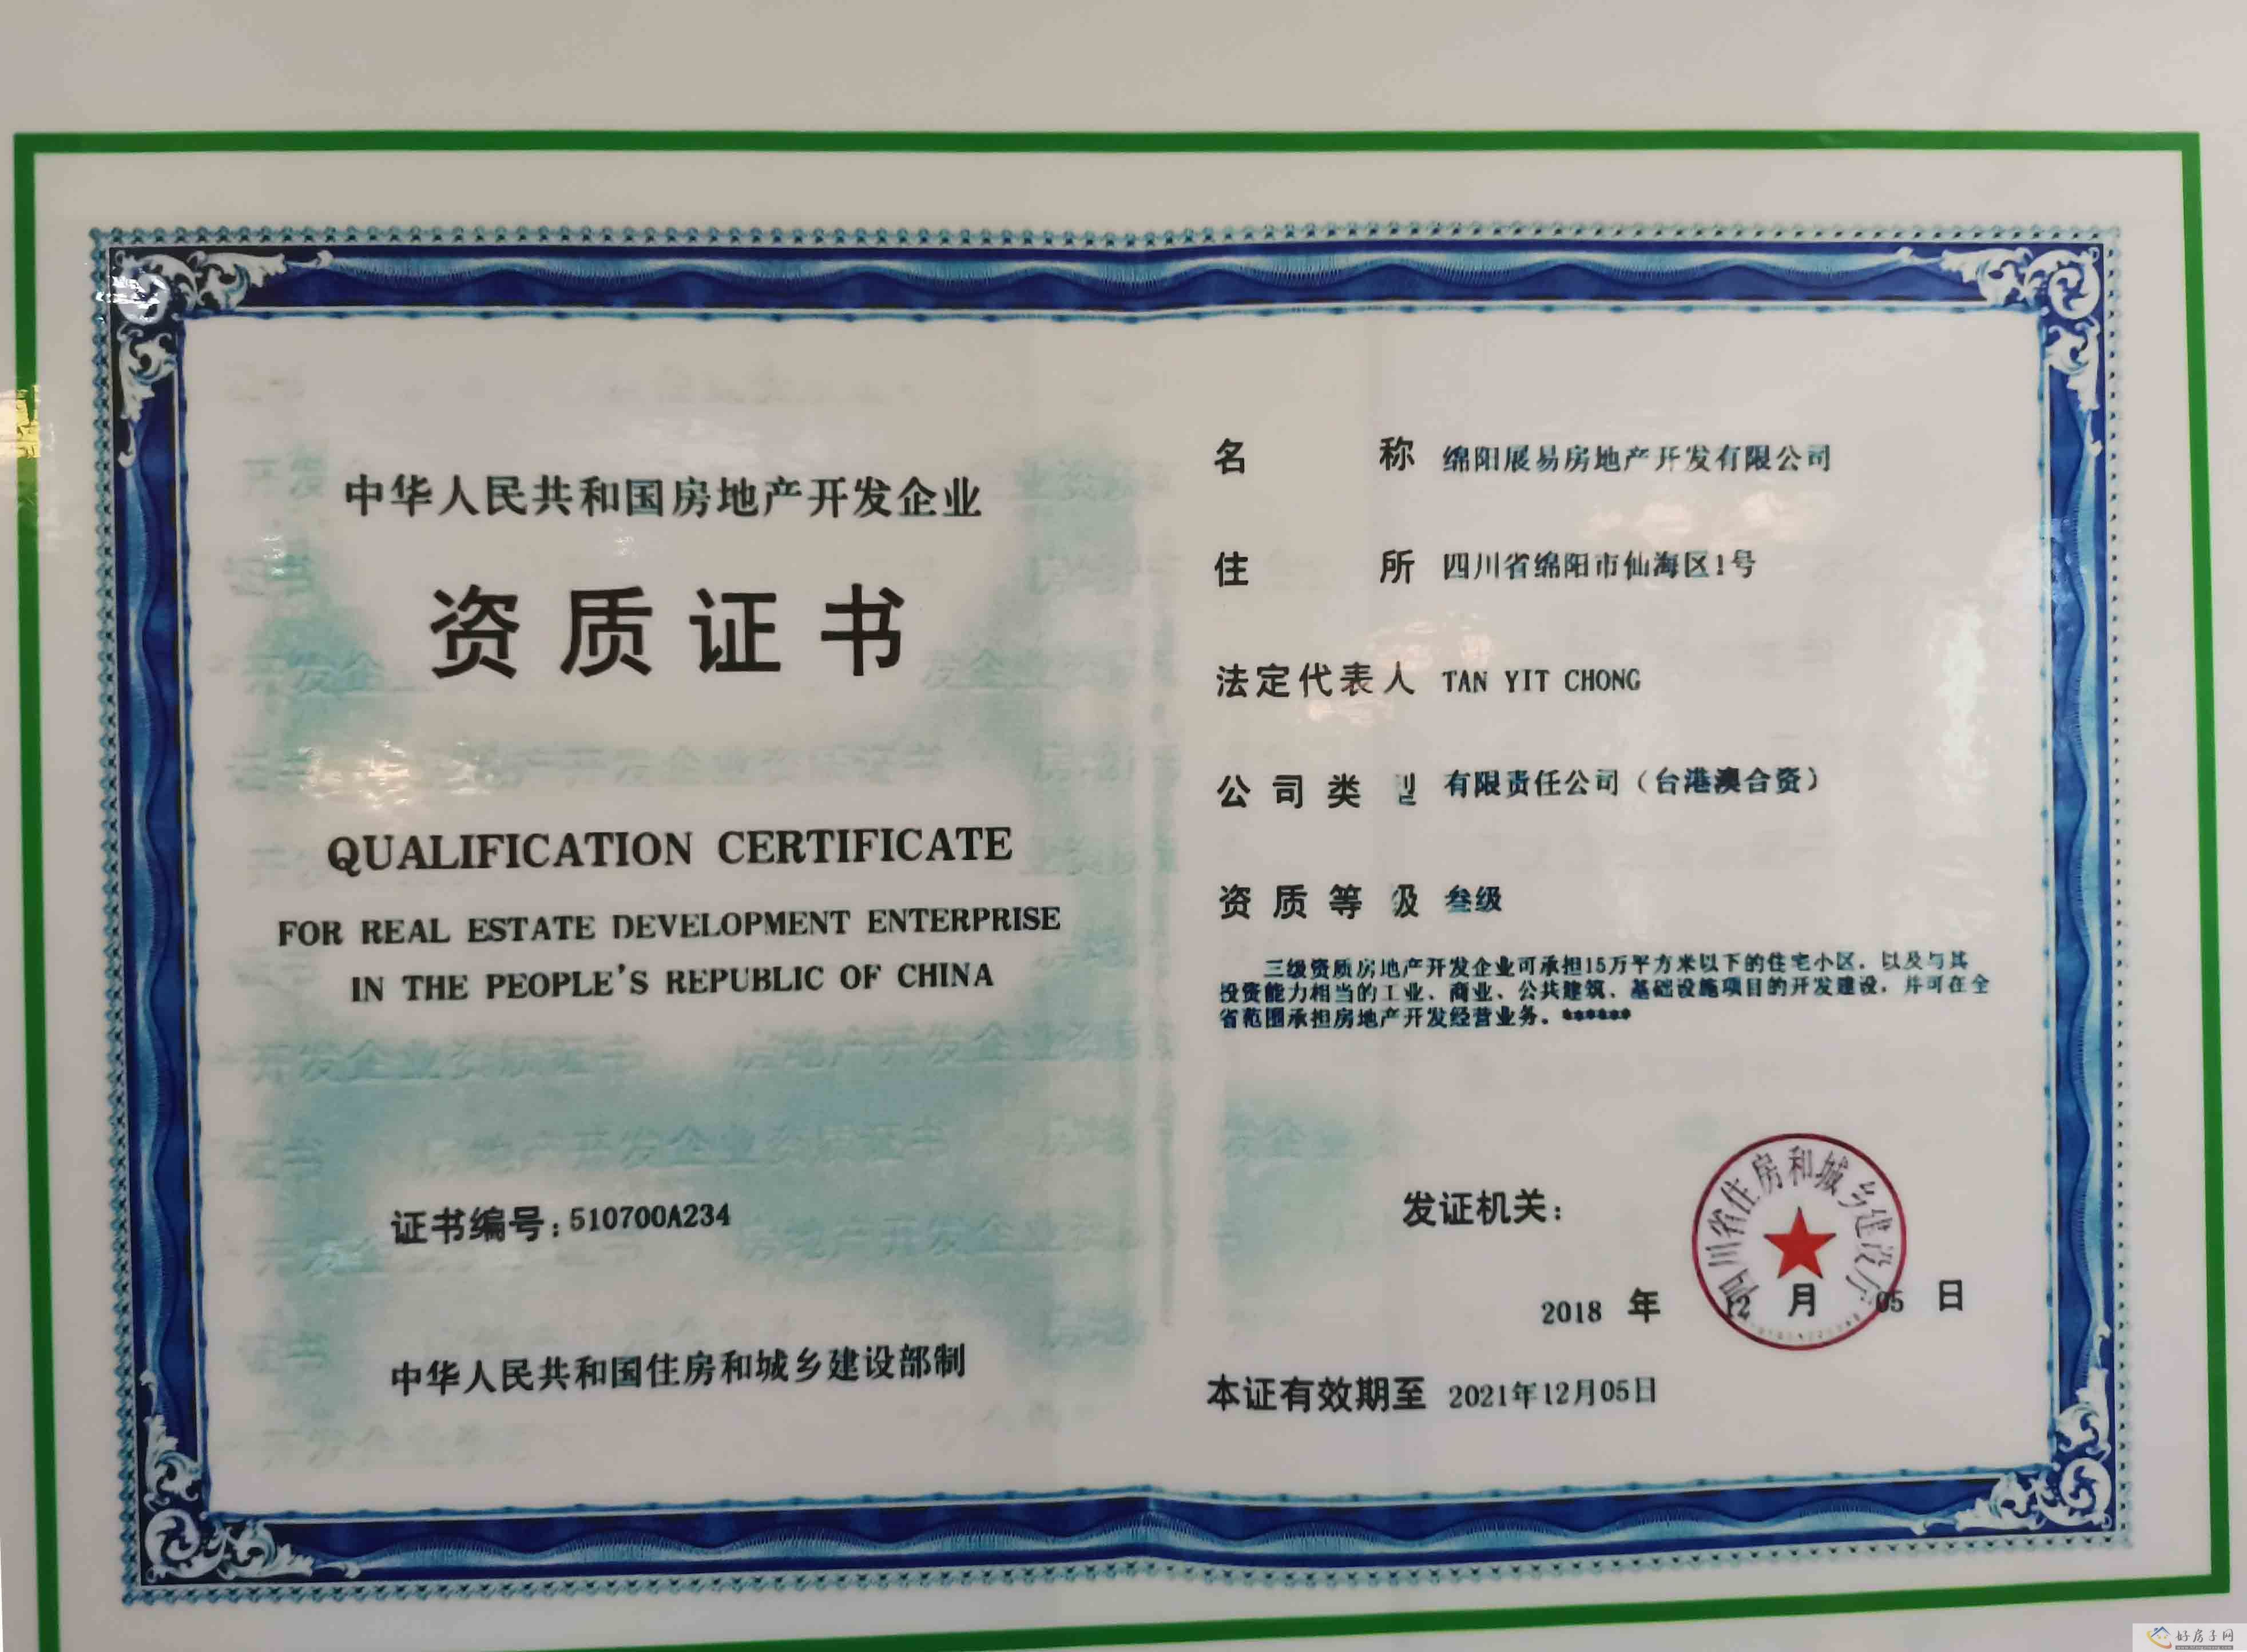 中华人民共和国房地产开发企业
资质证书
QUALIFICATION CERTIFICATE
FOR REAL ESTATE DEVELOPMENT ENTERPRISE
IN THE PEOPLE'S REPUBLIC OF CHINA
证书编号:510700A234
中华人民共和国住房和城乡建设部制
名称 绵阳展易房地产开发有限公司
住所 四川省绵阳市仙海区1号
法定代表人 TAN YIT CHONG
公司类型 有限责任公司（台港澳合资）
资质等级 叁级
三级资质房地产开发企业可承担15万平方米以下的住宅小区，以及与其
投资能力相当的工业、商业、公共建筑、基础设施项目的开发建设，并可在全
省范围承担房地产开发经营业务。******
发证机关：
四川省住房和城乡建设厅
2018 年 12 月 05 日
本证有效期至 2021年12月05日
好房子网